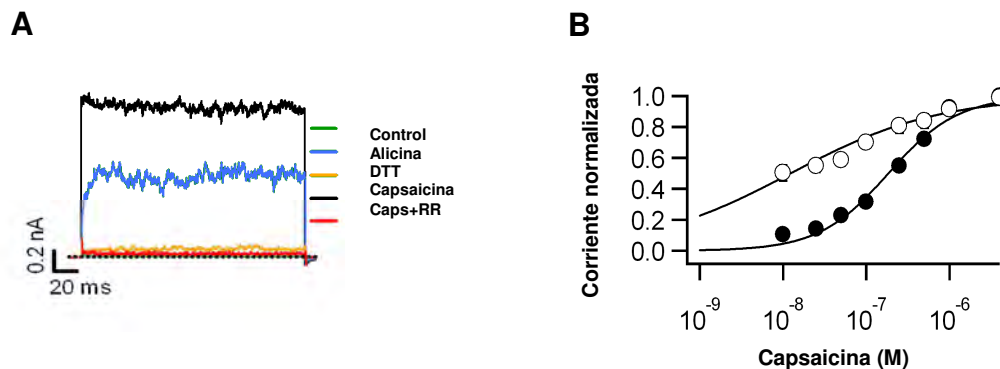 A
Control
Alicina
DTT
Capsaicina
Caps+RR
0.2 nA
20 ms
B
Corriente normalizada
1.0
0.8
0.6
0.4
0.2
0.0
10⁻⁹ 10⁻⁸ 10⁻⁷ 10⁻⁶
Capsaicina (M)